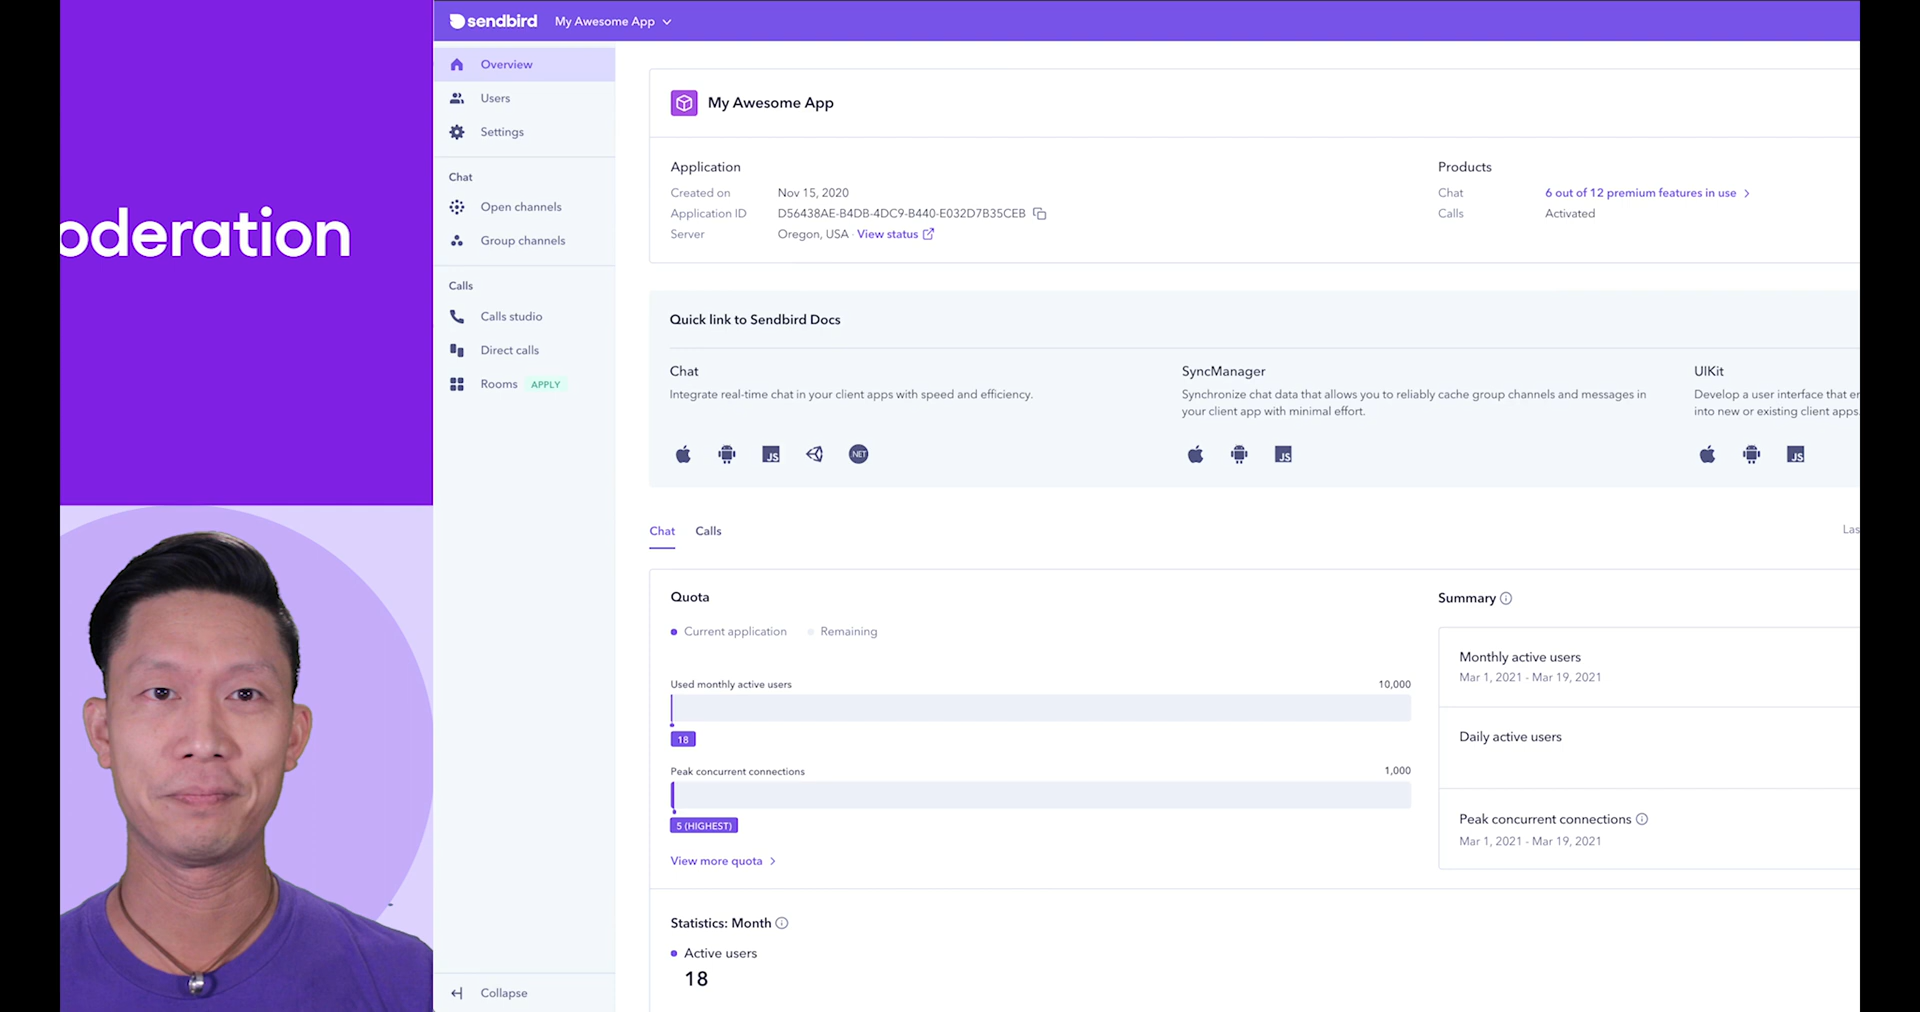 oderation
sendbird My Awesome App
Overview
Users
Settings
Chat
Open channels
Group channels
Calls
Calls studio
Direct calls
Rooms APPLY
Collapse
My Awesome App
Application
Created on Nov 15, 2020
Application ID D56438AE-B4DB-4DC9-B440-E032D7B35CEB
Server Oregon, USA · View status
Products
Chat 6 out of 12 premium features in use
Calls Activated
Quick link to Sendbird Docs
Chat
Integrate real-time chat in your client apps with speed and efficiency.
JS NET
SyncManager
Synchronize chat data that allows you to reliably cache group channels and messages in
your client app with minimal effort.
JS
UIKit
Develop a user interface that er
into new or existing client apps.
JS
Chat Calls
Las
Quota
Current application Remaining
Used monthly active users 10,000
18
Peak concurrent connections 1,000
5 (HIGHEST)
View more quota
Summary
Monthly active users
Mar 1, 2021 - Mar 19, 2021
Daily active users
Peak concurrent connections
Mar 1, 2021 - Mar 19, 2021
Statistics: Month
Active users
18